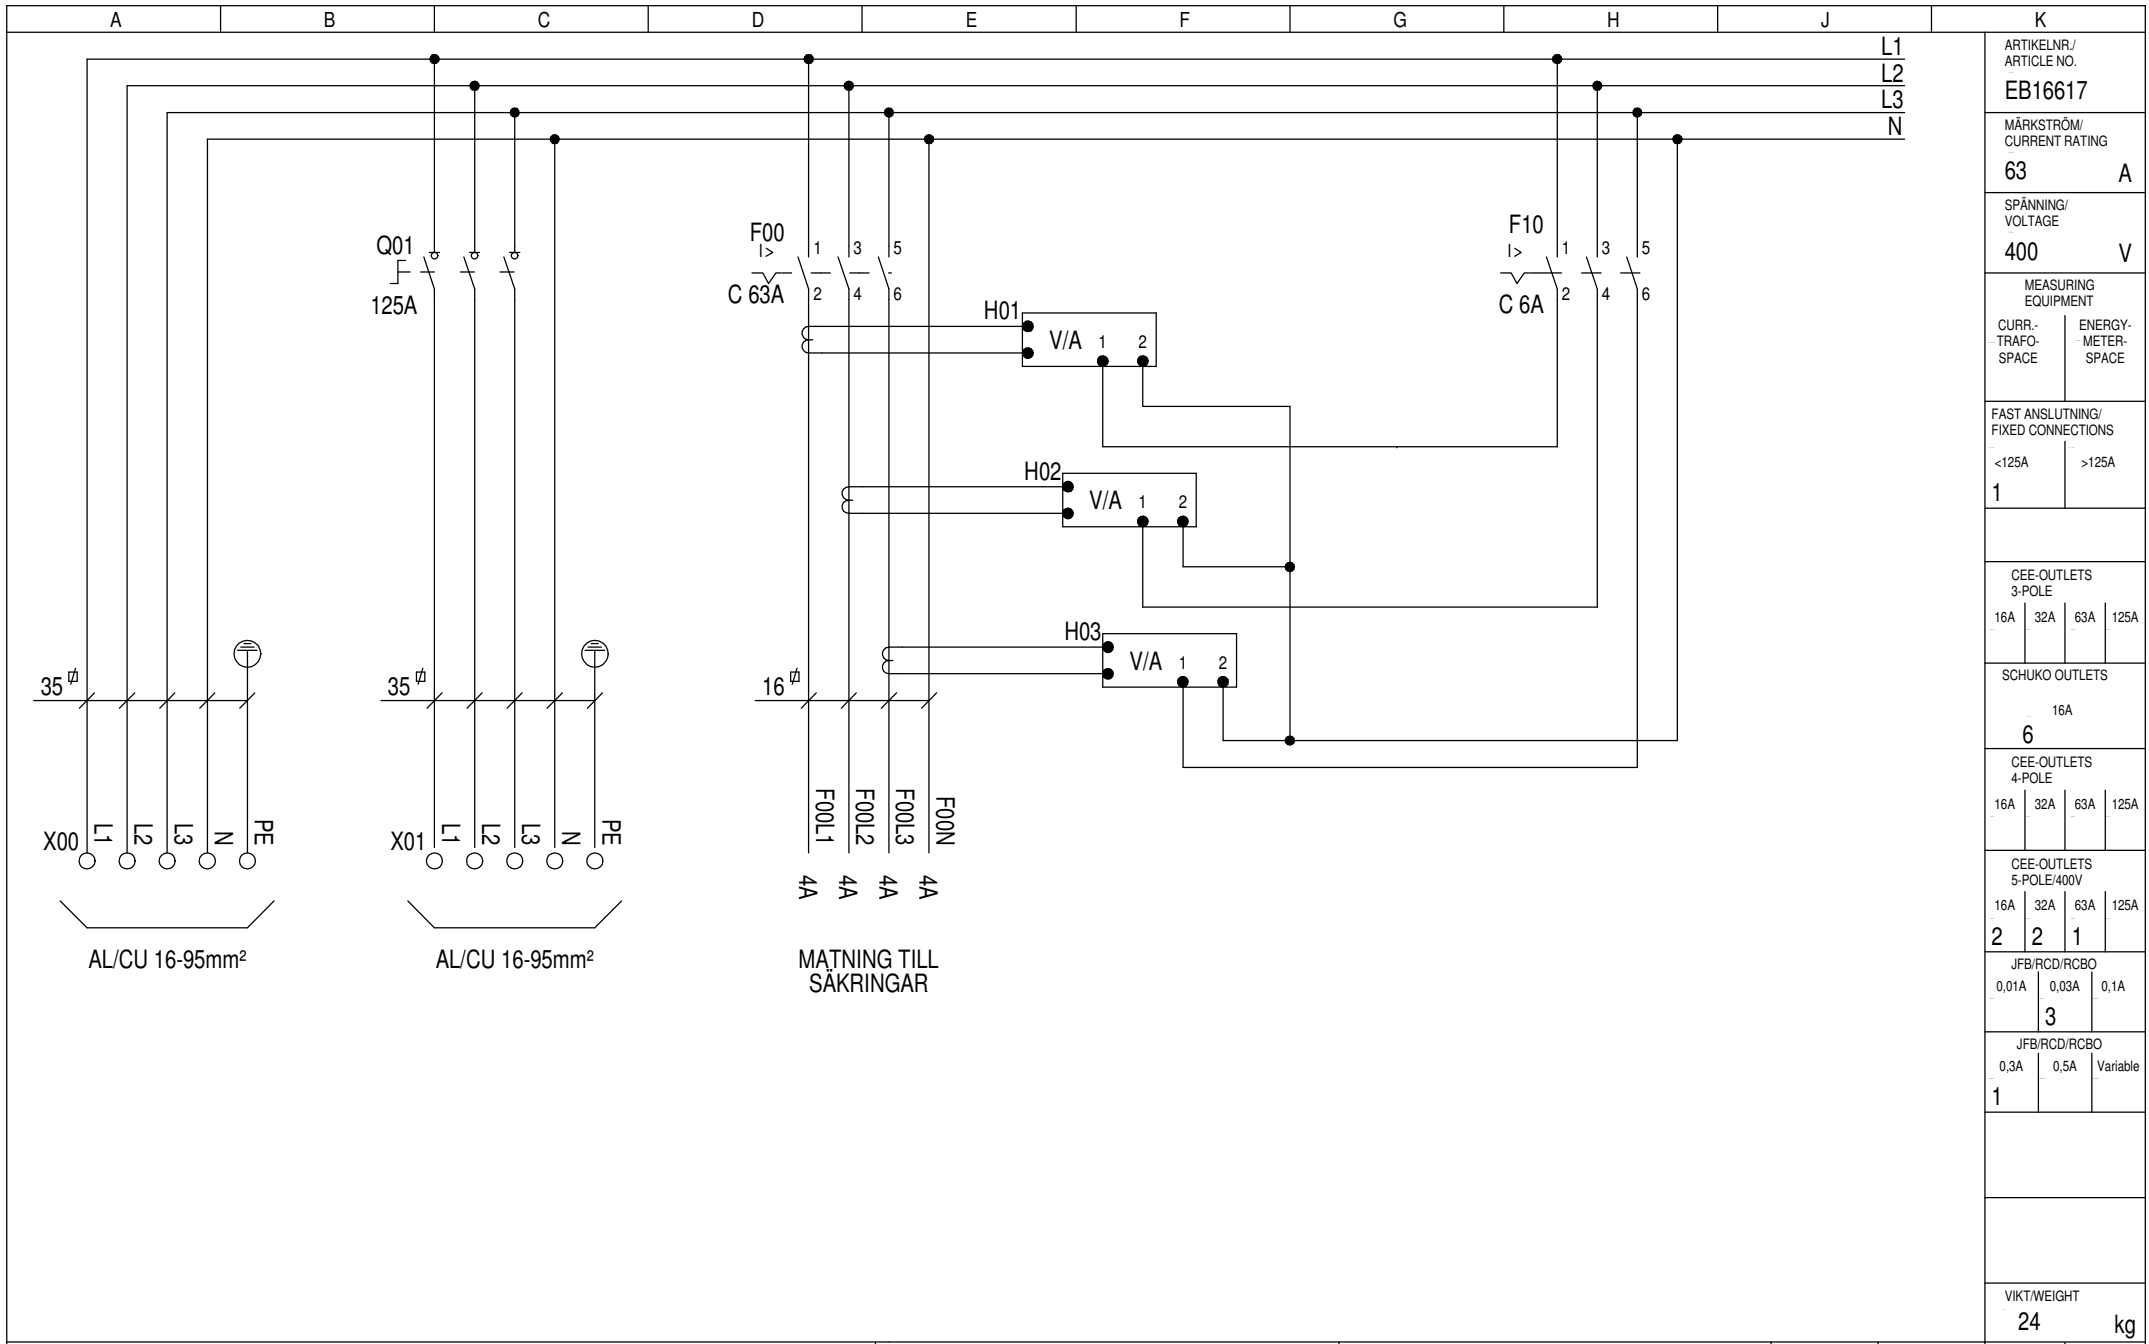 A B C D E F G H J K
L1
L2
L3
N
Q01
125A
F00
I>
C 63A
1 3 5
2 4 6
F10
I>
C 6A
1 3 5
2 4 6
H01
V/A 1 2
H02
V/A 1 2
H03
V/A 1 2
35
35
16
X00 L1 L2 L3 N PE
X01 L1 L2 L3 N PE
F00L1 F00L2 F00L3 F00N
4A 4A 4A 4A
AL/CU 16-95mm²
AL/CU 16-95mm²
MATNING TILL
SÄKRINGAR
ARTIKELNR./
ARTICLE NO.
EB16617
MÄRKSTRÖM/
CURRENT RATING
63 A
SPÄNNING/
VOLTAGE
400 V
MEASURING
EQUIPMENT
CURR.- ENERGY-
TRAFO- METER-
SPACE SPACE
FAST ANSLUTNING/
FIXED CONNECTIONS
<125A >125A
1
CEE-OUTLETS
3-POLE
16A 32A 63A 125A
SCHUKO OUTLETS
16A
6
CEE-OUTLETS
4-POLE
16A 32A 63A 125A
CEE-OUTLETS
5-POLE/400V
16A 32A 63A 125A
2 2 1
JFB/RCD/RCBO
0,01A 0,03A 0,1A
3
JFB/RCD/RCBO
0,3A 0,5A Variable
1
VIKT/WEIGHT
24 kg